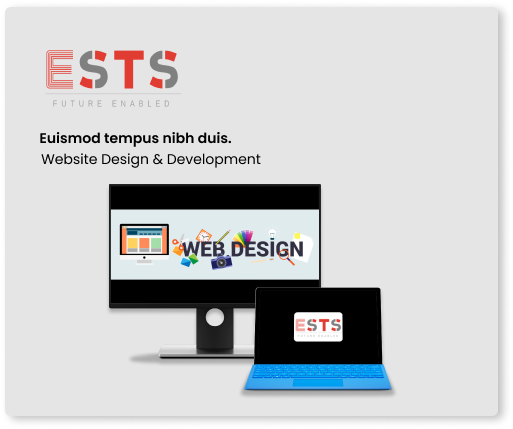 ESTS
FUTURE ENABLED
Euismod tempus nibh duis.
Website Design & Development
WEB DESIGN
ESTS
FUTURE ENABLED